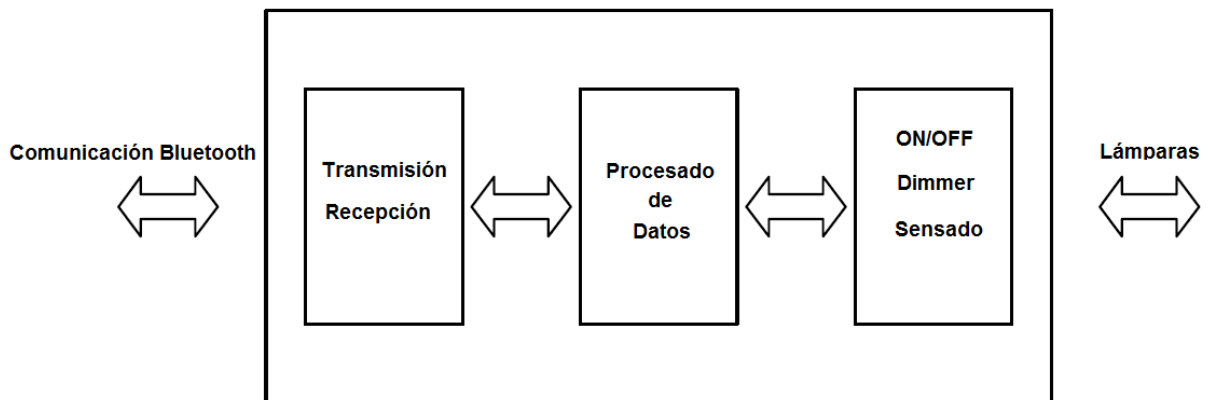 Comunicación Bluetooth
Transmisión
Recepción
Procesado
de
Datos
ON/OFF
Dimmer
Sensado
Lámparas